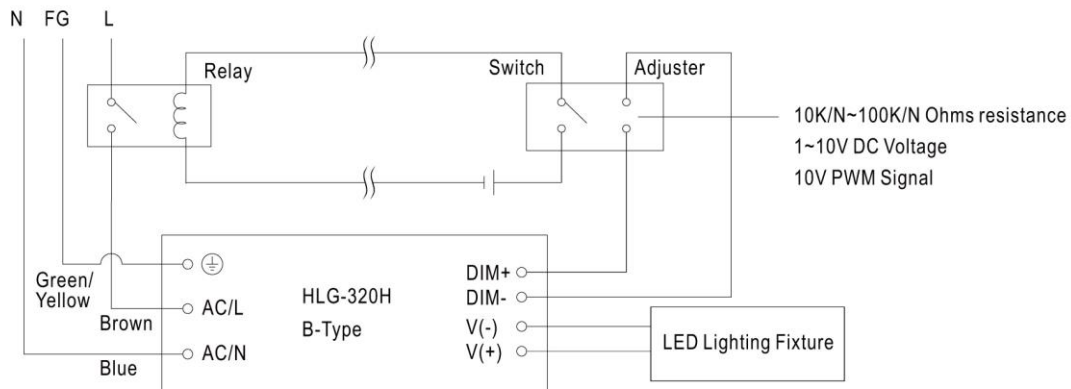 N FG L
Relay
Switch
Adjuster
10K/N~100K/N Ohms resistance
1~10V DC Voltage
10V PWM Signal
Green/
Yellow
Brown
Blue
AC/L
AC/N
HLG-320H
B-Type
DIM+
DIM-
V(-)
V(+)
LED Lighting Fixture